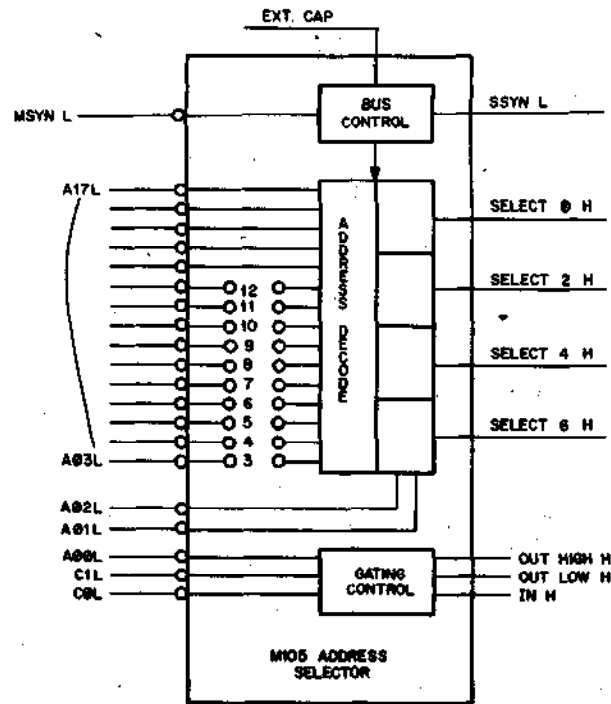 EXT. CAP
MSYN L
BUS
CONTROL
SSYN L
A17L
ADDRESS DECODE
SELECT 0 H
12
SELECT 2 H
11
10
9
SELECT 4 H
8
7
6
5
SELECT 6 H
4
A03L
3
A02L
A01L
A00L
C1L
C0L
GATING
CONTROL
OUT HIGH H
OUT LOW H
IN H
M105 ADDRESS
SELECTOR